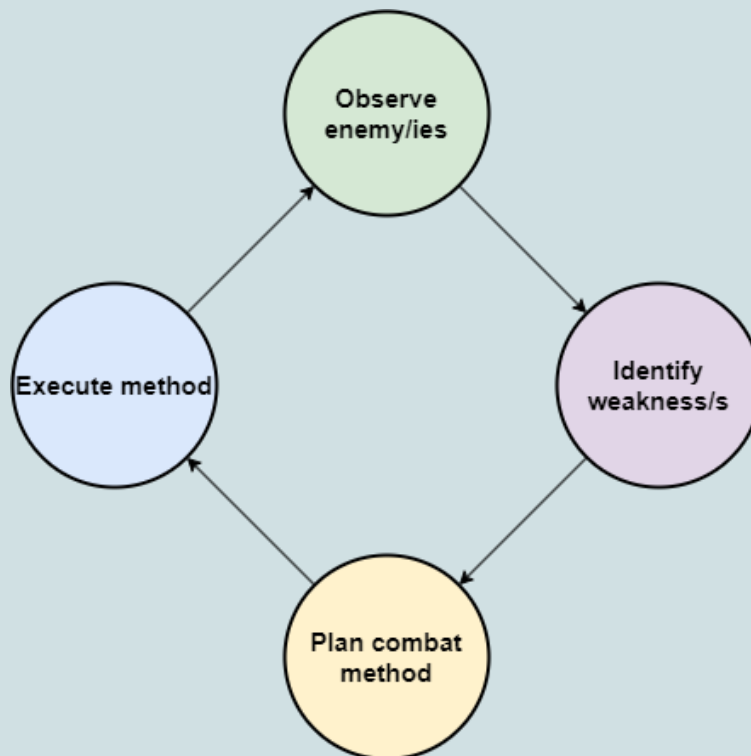 Observe
enemy/ies
Identify
weakness/s
Plan combat
method
Execute method